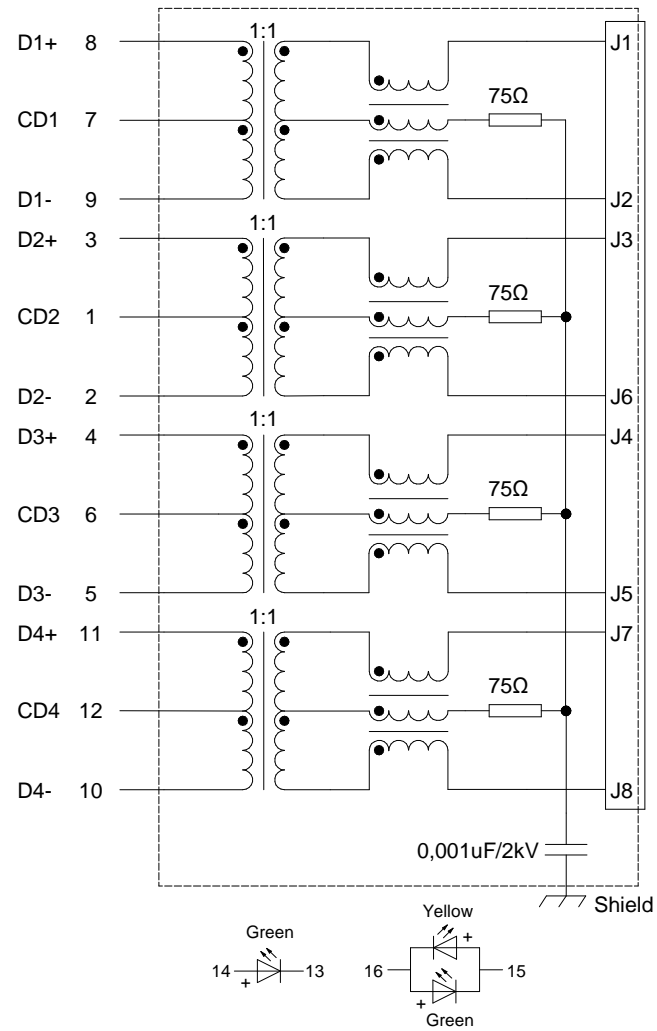 1:1
D1+ 8 J1
75Ω
CD1 7
D1- 9 J2
1:1
D2+ 3 J3
75Ω
CD2 1
D2- 2 J6
1:1
D3+ 4 J4
75Ω
CD3 6
D3- 5 J5
1:1
D4+ 11 J7
75Ω
CD4 12
D4- 10 J8
0,001uF/2kV
Shield
Green
14 + 13
Yellow
+
16 15
+
Green